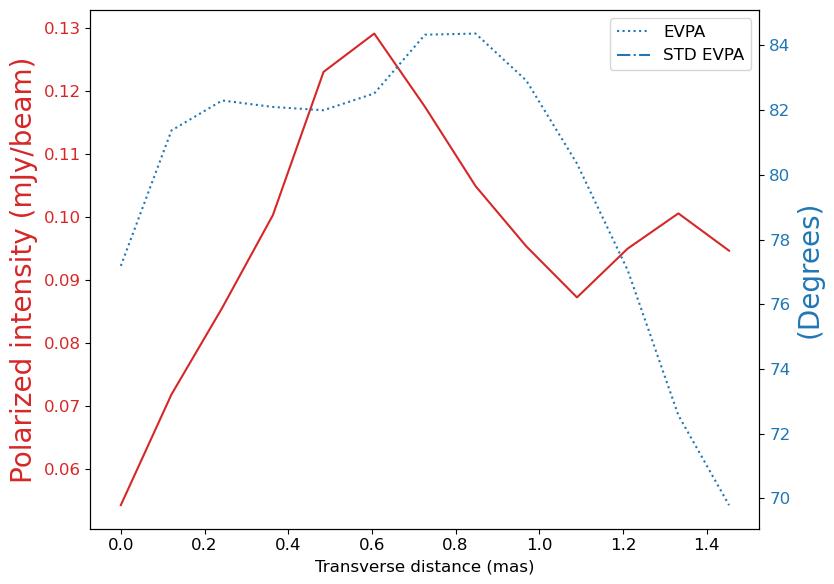 EVPA
STD EVPA
Polarized intensity (mJy/beam)
0.13
0.12
0.11
0.10
0.09
0.08
0.07
0.06
84
82
80
78
76
74
72
70
(Degrees)
0.0 0.2 0.4 0.6 0.8 1.0 1.2 1.4
Transverse distance (mas)